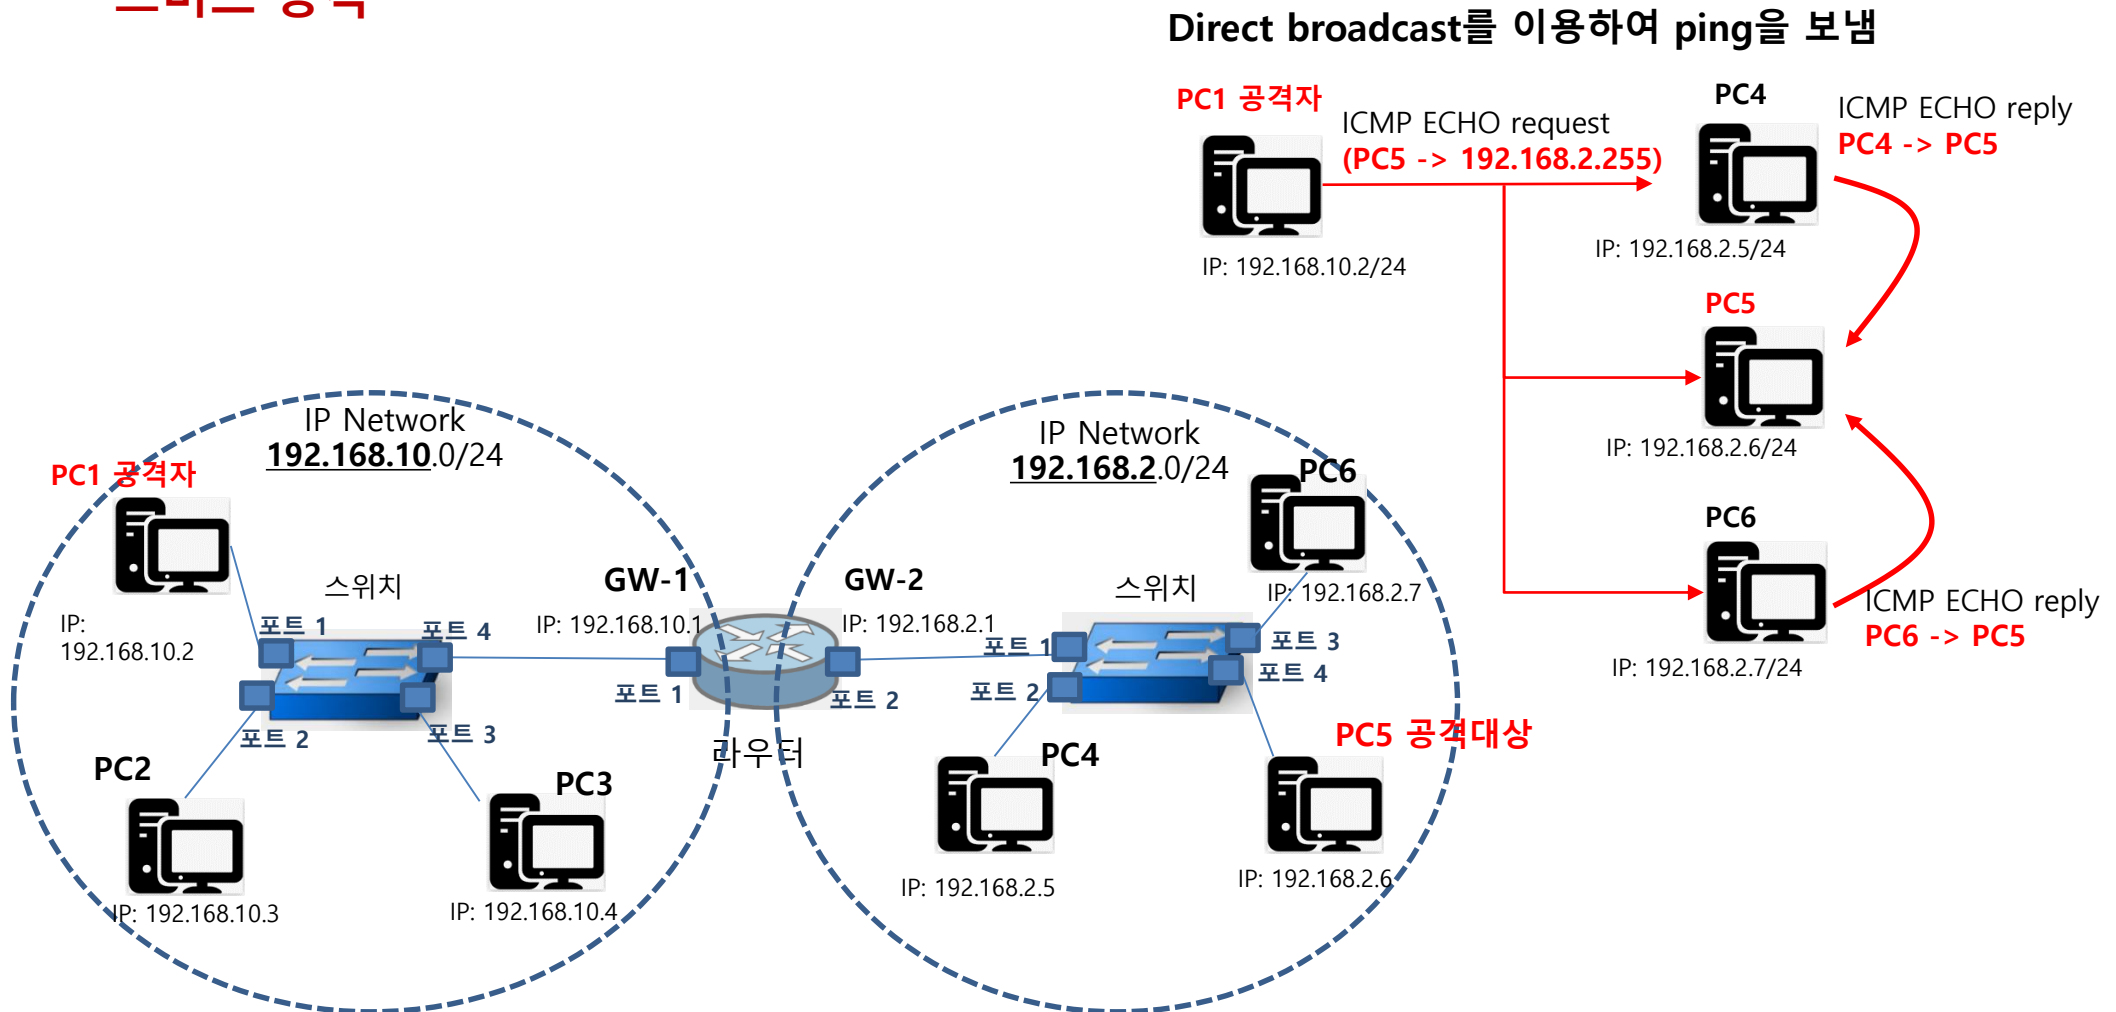 Direct broadcast를 이용하여 ping을 보냄
PC1 공격자
ICMP ECHO request
(PC5 -> 192.168.2.255)
IP: 192.168.10.2/24
PC4
ICMP ECHO reply
PC4 -> PC5
IP: 192.168.2.5/24
PC5
IP: 192.168.2.6/24
PC6
ICMP ECHO reply
PC6 -> PC5
IP: 192.168.2.7/24
IP Network
192.168.10.0/24
PC1 공격자
IP:
192.168.10.2
스위치
포트 1
포트 4
포트 2
포트 3
PC2
IP: 192.168.10.3
PC3
IP: 192.168.10.4
GW-1
IP: 192.168.10.1
포트 1
라우터
GW-2
IP: 192.168.2.1
포트 2
IP Network
192.168.2.0/24
PC6
IP: 192.168.2.7
스위치
포트 1
포트 3
포트 2
포트 4
PC4
IP: 192.168.2.5
PC5 공격대상
IP: 192.168.2.6